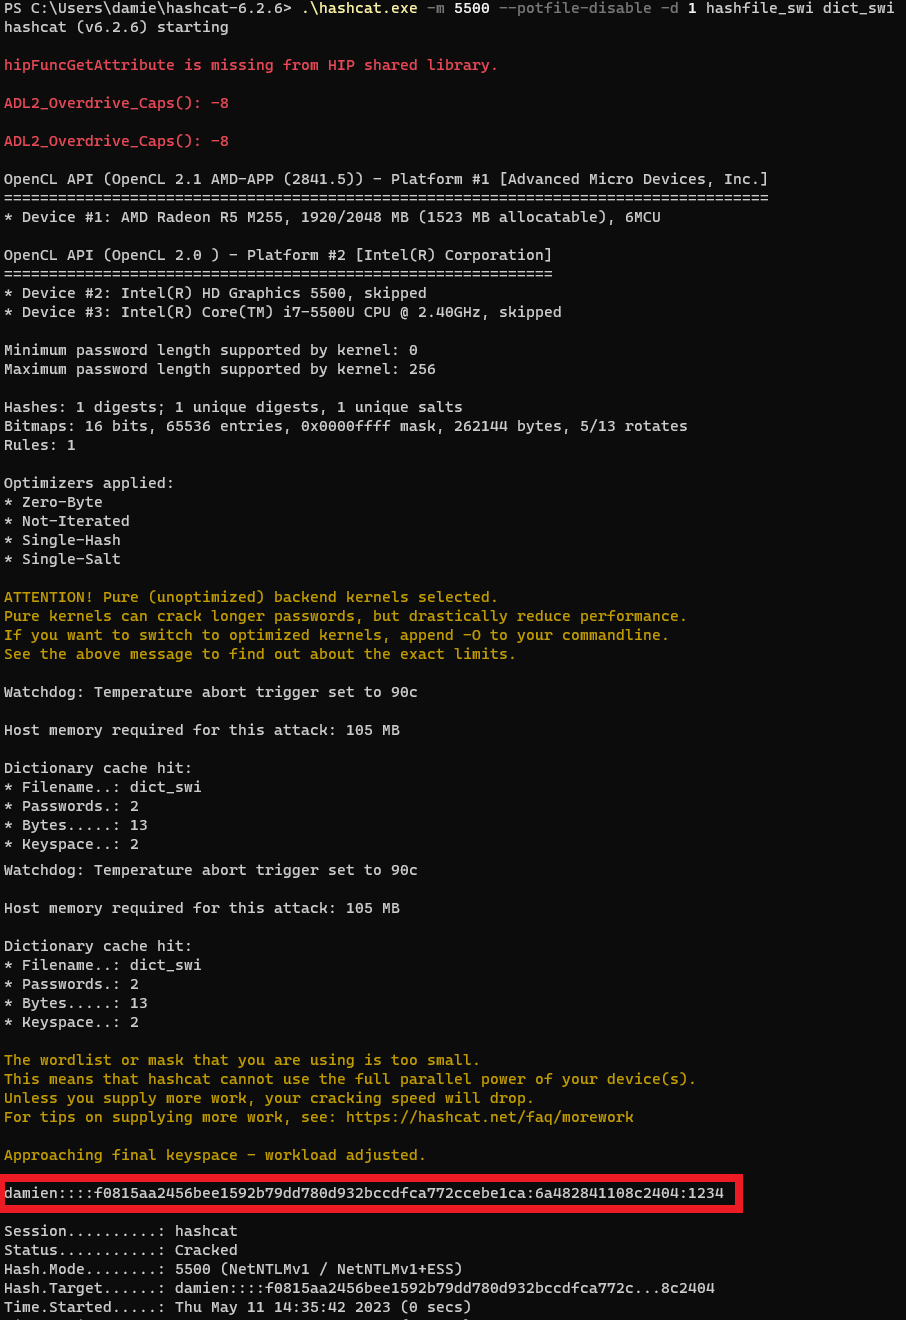 PS C:\Users\damie\hashcat-6.2.6> .\hashcat.exe -m 5500 --potfile-disable -d 1 hashfile_swi dict_swi
hashcat (v6.2.6) starting
hipFuncGetAttribute is missing from HIP shared library.
ADL2_Overdrive_Caps(): -8
ADL2_Overdrive_Caps(): -8
OpenCL API (OpenCL 2.1 AMD-APP (2841.5)) - Platform #1 [Advanced Micro Devices, Inc.]
=====================================================================================
* Device #1: AMD Radeon R5 M255, 1920/2048 MB (1523 MB allocatable), 6MCU
OpenCL API (OpenCL 2.0 ) - Platform #2 [Intel(R) Corporation]
=============================================================
* Device #2: Intel(R) HD Graphics 5500, skipped
* Device #3: Intel(R) Core(TM) i7-5500U CPU @ 2.40GHz, skipped
Minimum password length supported by kernel: 0
Maximum password length supported by kernel: 256
Hashes: 1 digests; 1 unique digests, 1 unique salts
Bitmaps: 16 bits, 65536 entries, 0x0000ffff mask, 262144 bytes, 5/13 rotates
Rules: 1
Optimizers applied:
* Zero-Byte
* Not-Iterated
* Single-Hash
* Single-Salt
ATTENTION! Pure (unoptimized) backend kernels selected.
Pure kernels can crack longer passwords, but drastically reduce performance.
If you want to switch to optimized kernels, append -O to your commandline.
See the above message to find out about the exact limits.
Watchdog: Temperature abort trigger set to 90c
Host memory required for this attack: 105 MB
Dictionary cache hit:
* Filename..: dict_swi
* Passwords.: 2
* Bytes.....: 13
* Keyspace..: 2
Watchdog: Temperature abort trigger set to 90c
Host memory required for this attack: 105 MB
Dictionary cache hit:
* Filename..: dict_swi
* Passwords.: 2
* Bytes.....: 13
* Keyspace..: 2
The wordlist or mask that you are using is too small.
This means that hashcat cannot use the full parallel power of your device(s).
Unless you supply more work, your cracking speed will drop.
For tips on supplying more work, see: https://hashcat.net/faq/morework
Approaching final keyspace - workload adjusted.
damien::::f0815aa2456bee1592b79dd780d932bccdfca772ccebe1ca:6a482841108c2404:1234
Session..........: hashcat
Status...........: Cracked
Hash.Mode........: 5500 (NetNTLMv1 / NetNTLMv1+ESS)
Hash.Target......: damien::::f0815aa2456bee1592b79dd780d932bccdfca772c...8c2404
Time.Started.....: Thu May 11 14:35:42 2023 (0 secs)